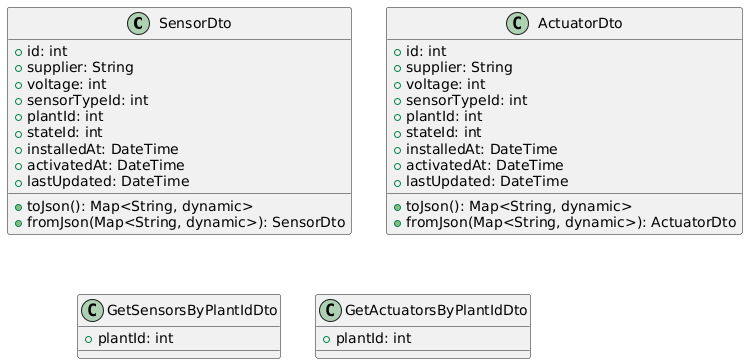 C SensorDto
id: int
supplier: String
voltage: int
sensorTypeId: int
plantId: int
stateId: int
installedAt: DateTime
activatedAt: DateTime
lastUpdated: DateTime
toJson(): Map<String, dynamic>
fromJson(Map<String, dynamic>): SensorDto
C ActuatorDto
id: int
supplier: String
voltage: int
sensorTypeId: int
plantId: int
stateId: int
installedAt: DateTime
activatedAt: DateTime
lastUpdated: DateTime
toJson(): Map<String, dynamic>
fromJson(Map<String, dynamic>): ActuatorDto
C GetSensorsByPlantIdDto
plantId: int
C GetActuatorsByPlantIdDto
plantId: int